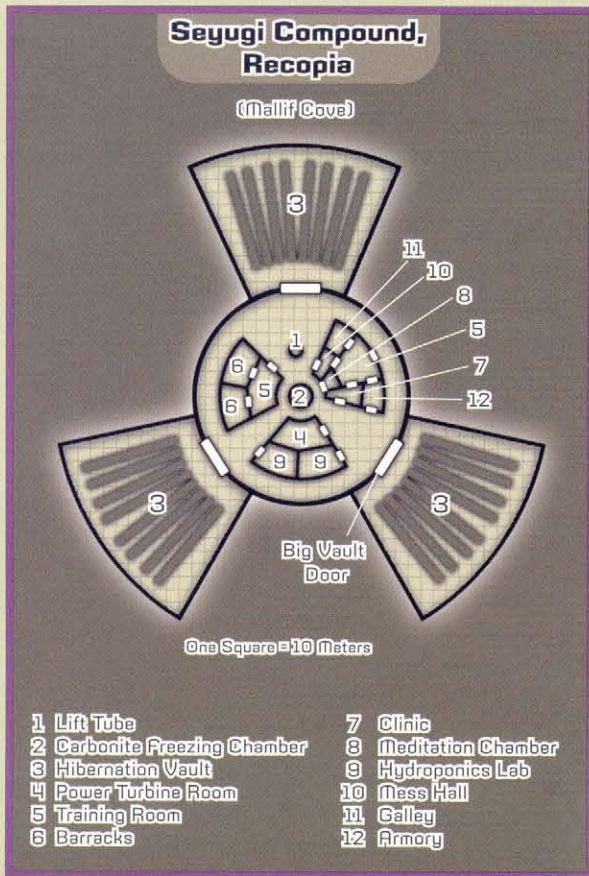 Seyugi Compound,
Recopia
(Mallif Cove)
3
11
10
8
5
7
12
1
6
5
6
2
4
9
9
3
3
Big Vault
Door
One Square = 10 Meters
1 Lift Tube
2 Carbonite Freezing Chamber
3 Hibernation Vault
4 Power Turbine Room
5 Training Room
6 Barracks
7 Clinic
8 Meditation Chamber
9 Hydroponics Lab
10 Mess Hall
11 Galley
12 Armory